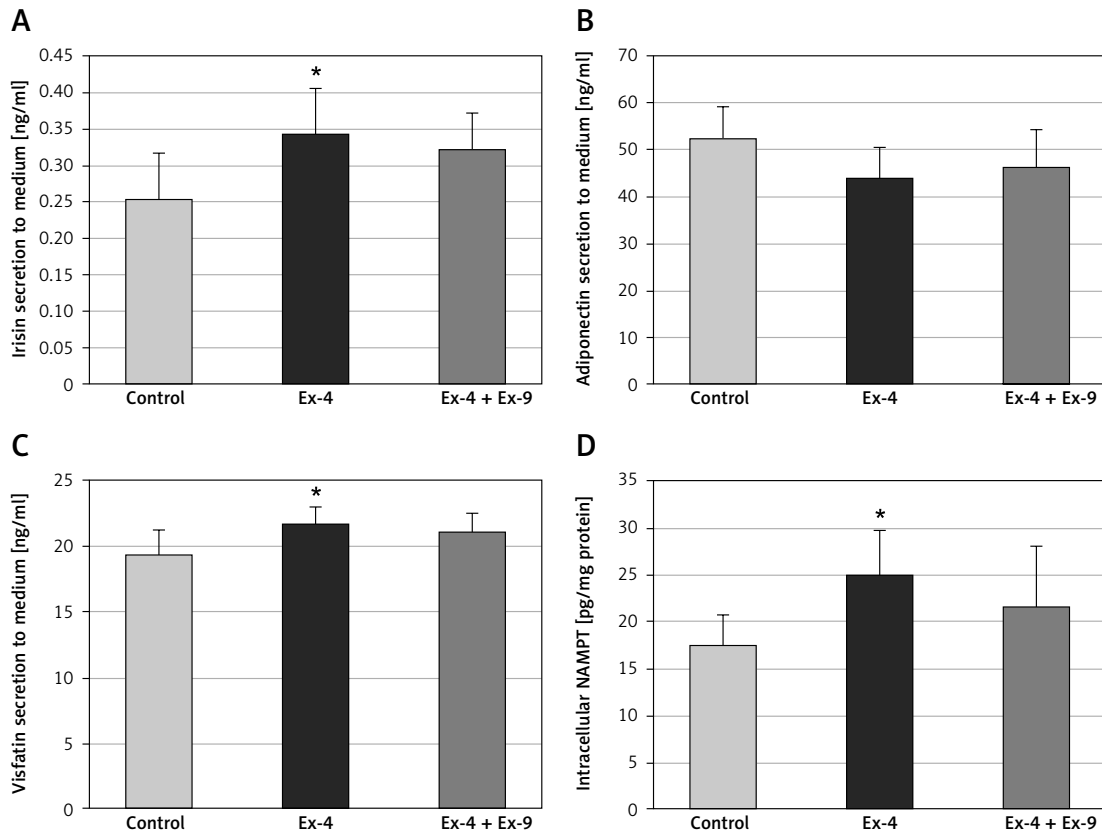 A
Irisin secretion to medium [ng/ml]
0.45
0.40
0.35
0.30
0.25
0.20
0.15
0.10
0.05
0
*
Control
Ex-4
Ex-4 + Ex-9
B
Adiponectin secretion to medium [ng/ml]
70
60
50
40
30
20
50
0
Control
Ex-4
Ex-4 + Ex-9
C
Visfatin secretion to medium [ng/ml]
25
20
15
10
5
0
*
Control
Ex-4
Ex-4 + Ex-9
D
Intracellular NAMPT [pg/mg protein]
35
30
25
20
15
10
5
0
*
Control
Ex-4
Ex-4 + Ex-9